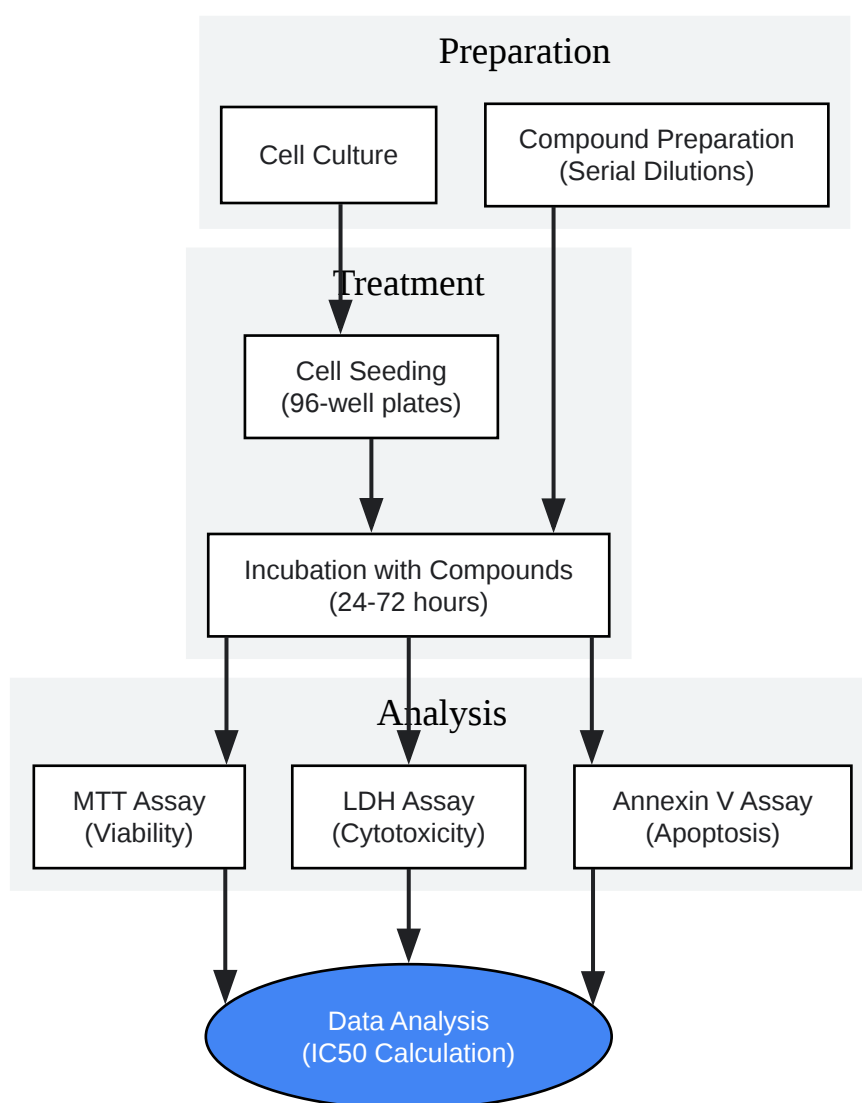 Preparation
Cell Culture
Compound Preparation
(Serial Dilutions)
Treatment
Cell Seeding
(96-well plates)
Incubation with Compounds
(24-72 hours)
Analysis
MTT Assay
(Viability)
LDH Assay
(Cytotoxicity)
Annexin V Assay
(Apoptosis)
Data Analysis
(IC50 Calculation)